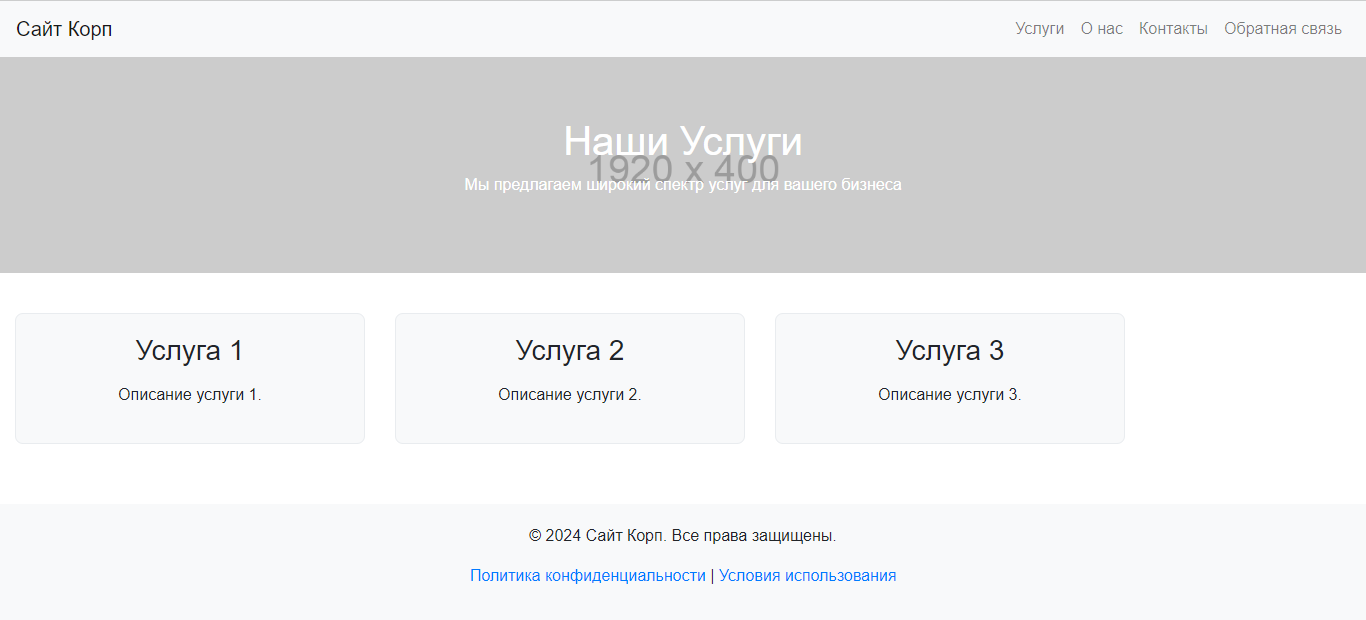 Сайт Корп
Услуги О нас Контакты Обратная связь
Наши Услуги
1920 x 400
Мы предлагаем широкий спектр услуг для вашего бизнеса
Услуга 1
Описание услуги 1.
Услуга 2
Описание услуги 2.
Услуга 3
Описание услуги 3.
© 2024 Сайт Корп. Все права защищены.
Политика конфиденциальности | Условия использования